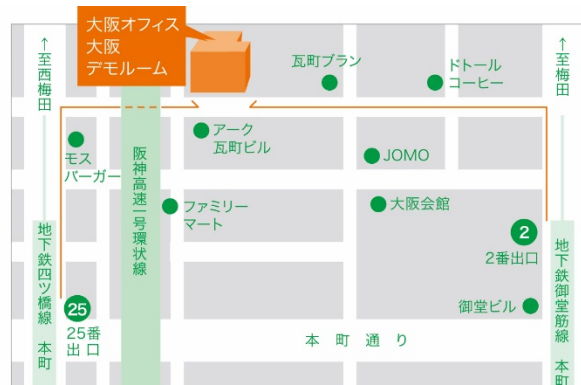 大阪オフィス
大阪
デモルーム
↑至西梅田
瓦町ブラン
ドトール
コーヒー
↑至梅田
モス
バーガー
アーク
瓦町ビル
JOMO
阪神高速一号環状線
ファミリー
マート
大阪会館
2
2番出口
地下鉄四ツ橋線 本町
地下鉄御堂筋線 本町
25
25番
出口
御堂ビル
本町通り